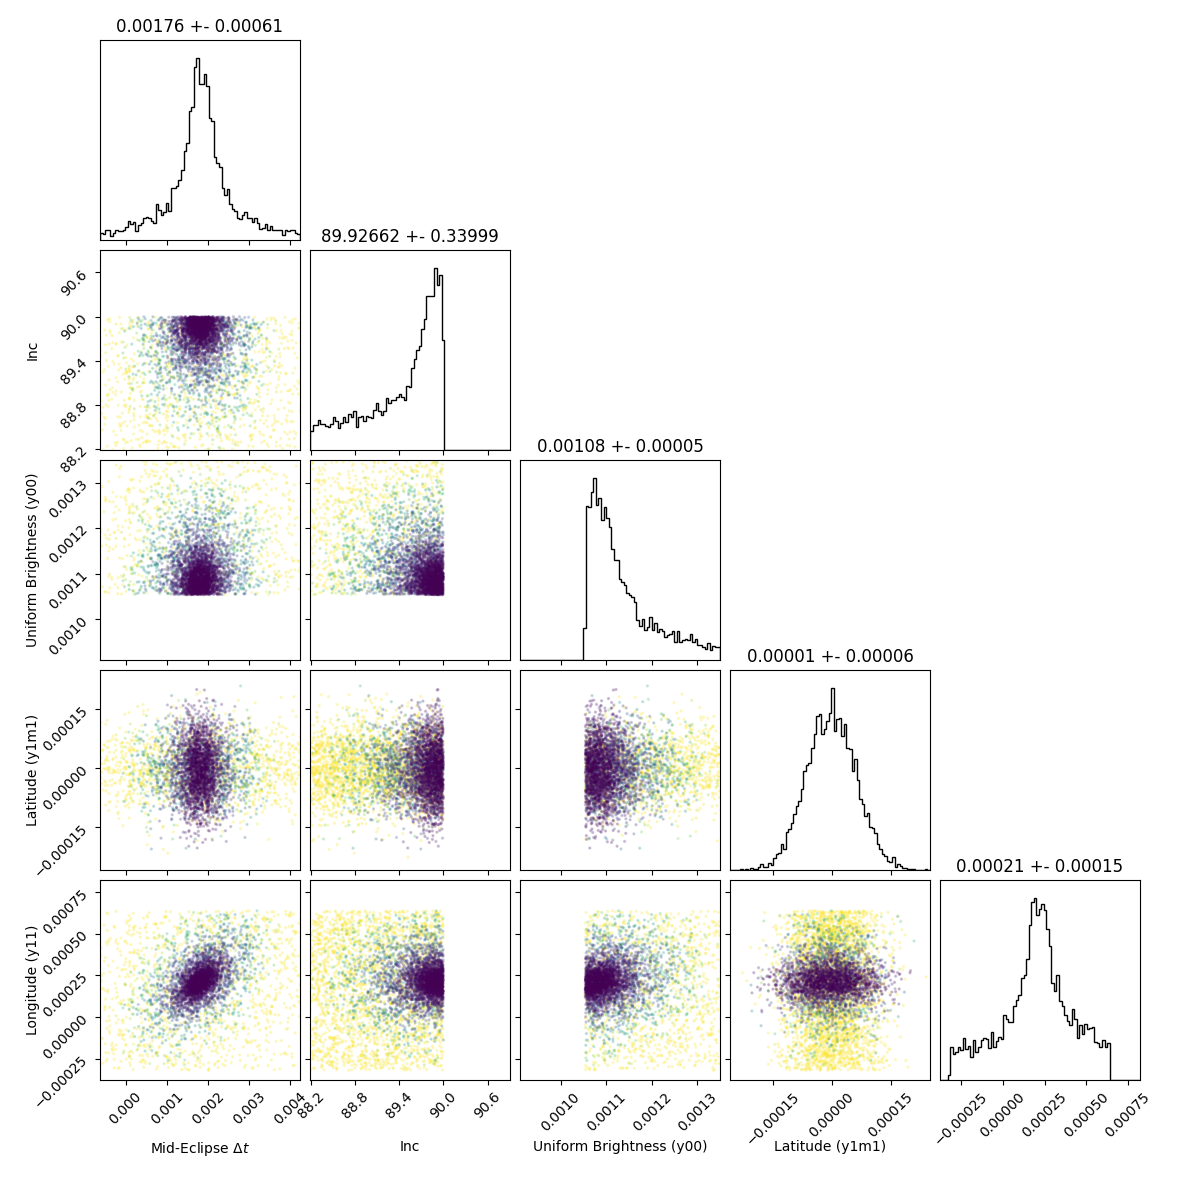 0.00176 +- 0.00061
89.92662 +- 0.33999
90.6
90.0
89.4
88.8
88.2
Inc
0.00108 +- 0.00005
0.0013
0.0012
0.0011
0.0010
Uniform Brightness (y00)
0.00001 +- 0.00006
0.00015
0.00000
−0.00015
Latitude (y1m1)
0.00021 +- 0.00015
0.00075
0.00050
0.00025
0.00000
−0.00025
Longitude (y11)
0.000 0.001 0.002 0.003 0.004
88.2 88.8 89.4 90.0 90.6
0.0010 0.0011 0.0012 0.0013
−0.00015 0.00000 0.00015
−0.00025 0.00000 0.00025 0.00050 0.00075
Mid-Eclipse Δt
Inc
Uniform Brightness (y00)
Latitude (y1m1)